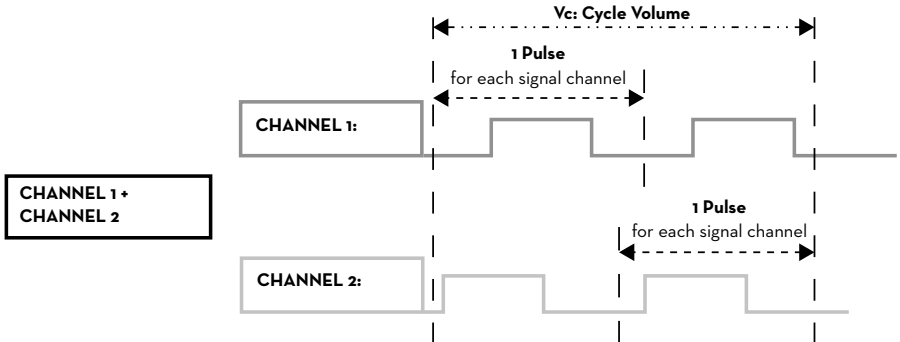 Vc: Cycle Volume
1 Pulse
for each signal channel
CHANNEL 1:
CHANNEL 1 +
CHANNEL 2
1 Pulse
for each signal channel
CHANNEL 2: